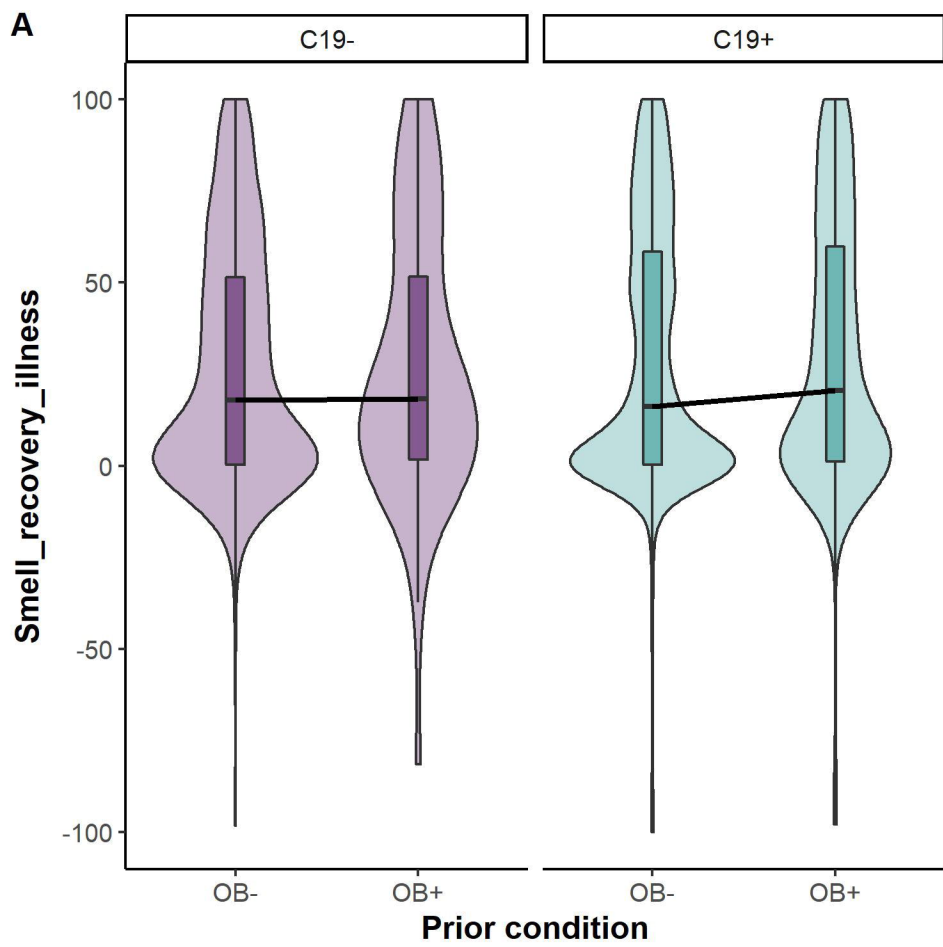 A
C19-
C19+
Smell_recovery_illness
100
50
0
-50
-100
OB-
OB+
OB-
OB+
Prior condition